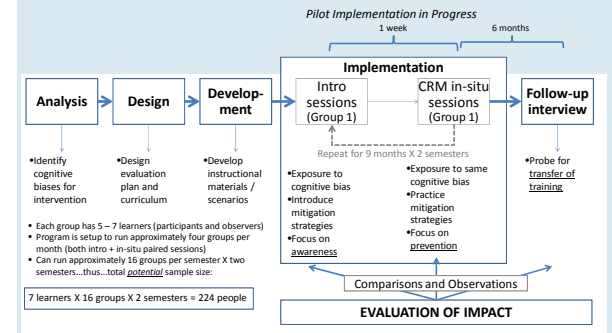 Pilot Implementation in Progress
1 week
6 months
Analysis
Design
Develop-
ment
Implementation
Intro
sessions
(Group 1)
CRM in-situ
sessions
(Group 1)
Follow-up
interview
Repeat for 9 months X 2 semesters
•Identify
cognitive
biases for
intervention
•Design
evaluation
plan and
curriculum
•Develop
instructional
materials /
scenarios
•Exposure to
cognitive bias
•Introduce
mitigation
strategies
•Focus on
awareness
•Exposure to same
cognitive bias
•Practice
mitigation
strategies
•Focus on
prevention
•Probe for
transfer of
training
• Each group has 5 – 7 learners (participants and observers)
• Program is setup to run approximately four groups per
month (both intro + in-situ paired sessions)
• Can run approximately 16 groups per semester X two
semesters...thus...total potential sample size:
7 learners X 16 groups X 2 semesters = 224 people
Comparisons and Observations
EVALUATION OF IMPACT